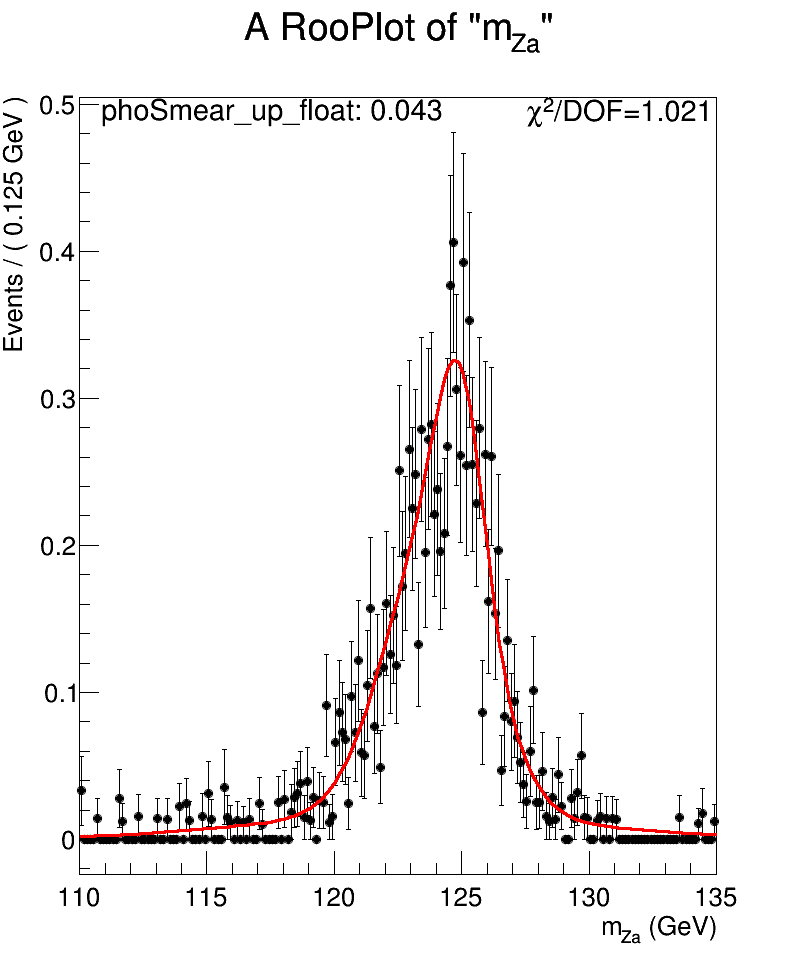 A RooPlot of "m_Za"
phoSmear_up_float: 0.043
χ²/DOF=1.021
Events / ( 0.125 GeV )
0.5
0.4
0.3
0.2
0.1
0
110 115 120 125 130 135
m_Za (GeV)